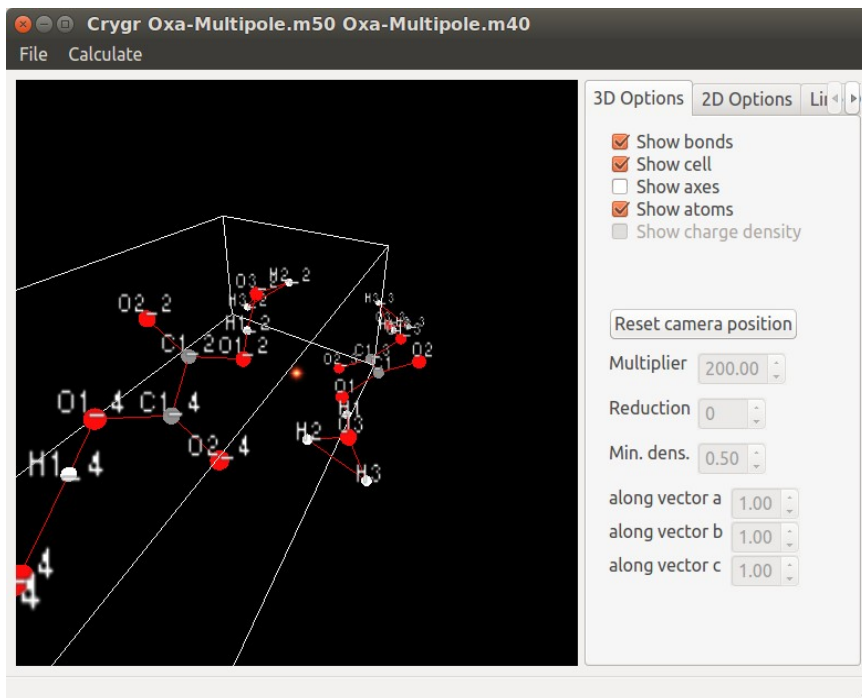 Crygr Oxa-Multipole.m50 Oxa-Multipole.m40
File Calculate
3D Options 2D Options
Show bonds
Show cell
Show axes
Show atoms
Show charge density
Reset camera position
Multiplier 200.00
Reduction 0
Min. dens. 0.50
along vector a 1.00
along vector b 1.00
along vector c 1.00
O3_2 H2_2
H3_2
O2_2
H1_2
C1_2 O1_2
H3_3
O2
C1
O1
H1
O3
H2
H3
O1_4 C1_4
O2_4
H1_4